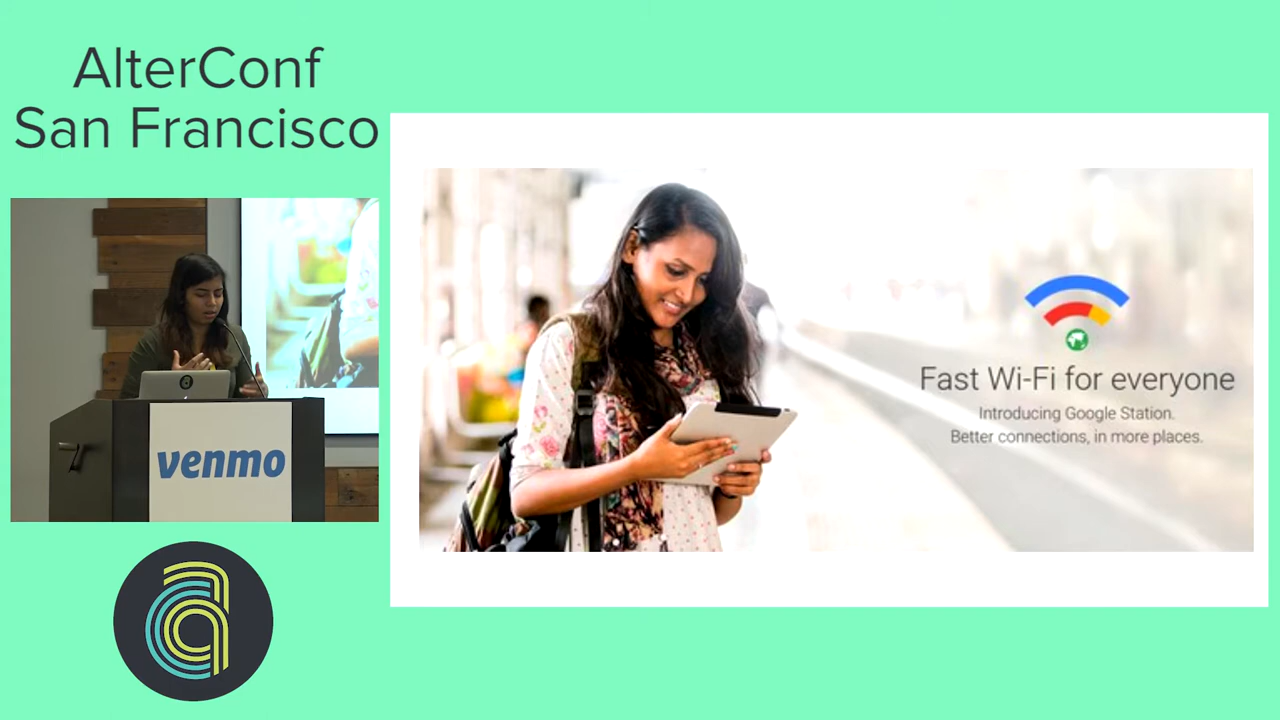 AlterConf
San Francisco
venmo
Fast Wi-Fi for everyone
Introducing Google Station.
Better connections, in more places.